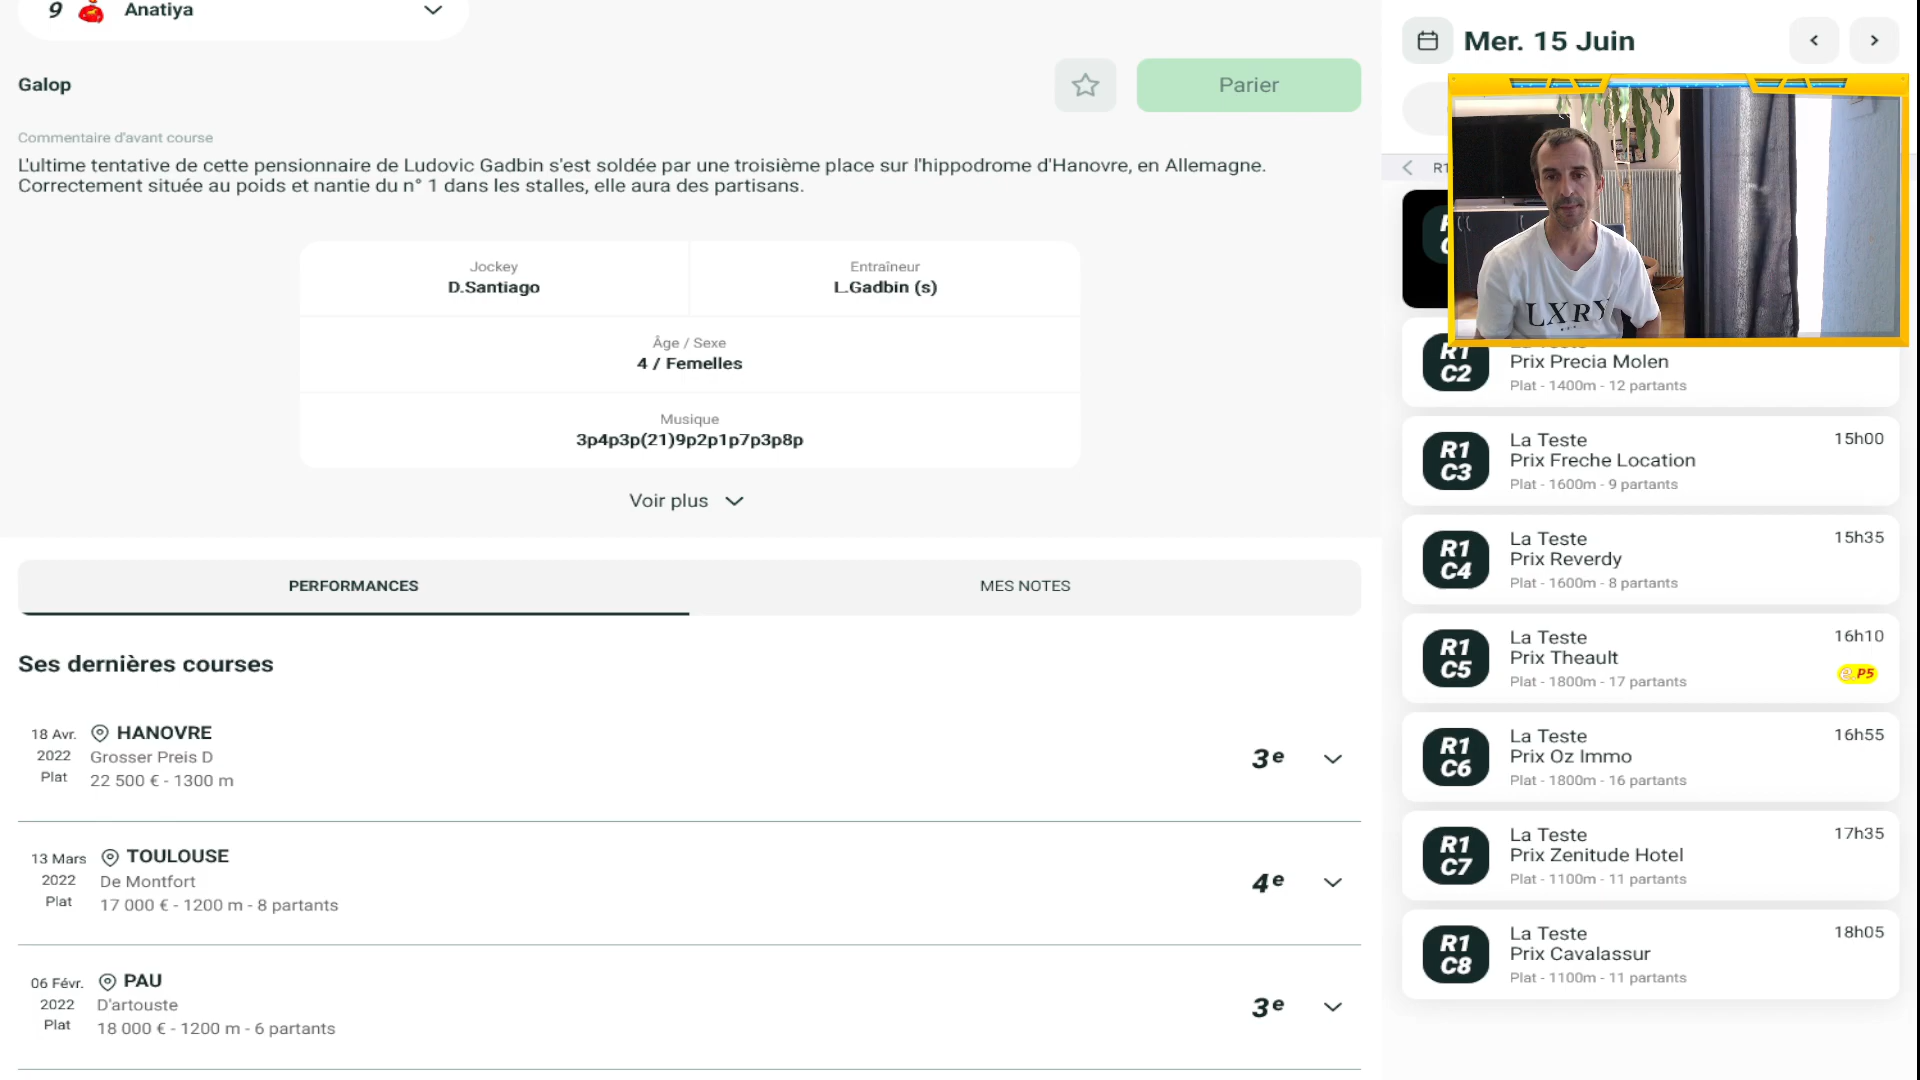 9 Anatiya
Galop
Parier
Commentaire d'avant course
L'ultime tentative de cette pensionnaire de Ludovic Gadbin s'est soldée par une troisième place sur l'hippodrome d'Hanovre, en Allemagne.
Correctement située au poids et nantie du n° 1 dans les stalles, elle aura des partisans.
Jockey
D.Santiago
Entraîneur
L.Gadbin (s)
Âge / Sexe
4 / Femelles
Musique
3p4p3p(21)9p2p1p7p3p8p
Voir plus
PERFORMANCES
MES NOTES
Ses dernières courses
18 Avr.
2022
Plat
HANOVRE
Grosser Preis D
22 500 € - 1300 m
3e
13 Mars
2022
Plat
TOULOUSE
De Montfort
17 000 € - 1200 m - 8 partants
4e
06 Févr.
2022
Plat
PAU
D'artouste
18 000 € - 1200 m - 6 partants
3e
Mer. 15 Juin
R1
LXRY
R1
C2
Prix Precia Molen
Plat - 1400m - 12 partants
R1
C3
La Teste
Prix Freche Location
Plat - 1600m - 9 partants
15h00
R1
C4
La Teste
Prix Reverdy
Plat - 1600m - 8 partants
15h35
R1
C5
La Teste
Prix Theault
Plat - 1800m - 17 partants
16h10
e.P5
R1
C6
La Teste
Prix Oz Immo
Plat - 1800m - 16 partants
16h55
R1
C7
La Teste
Prix Zenitude Hotel
Plat - 1100m - 11 partants
17h35
R1
C8
La Teste
Prix Cavalassur
Plat - 1100m - 11 partants
18h05